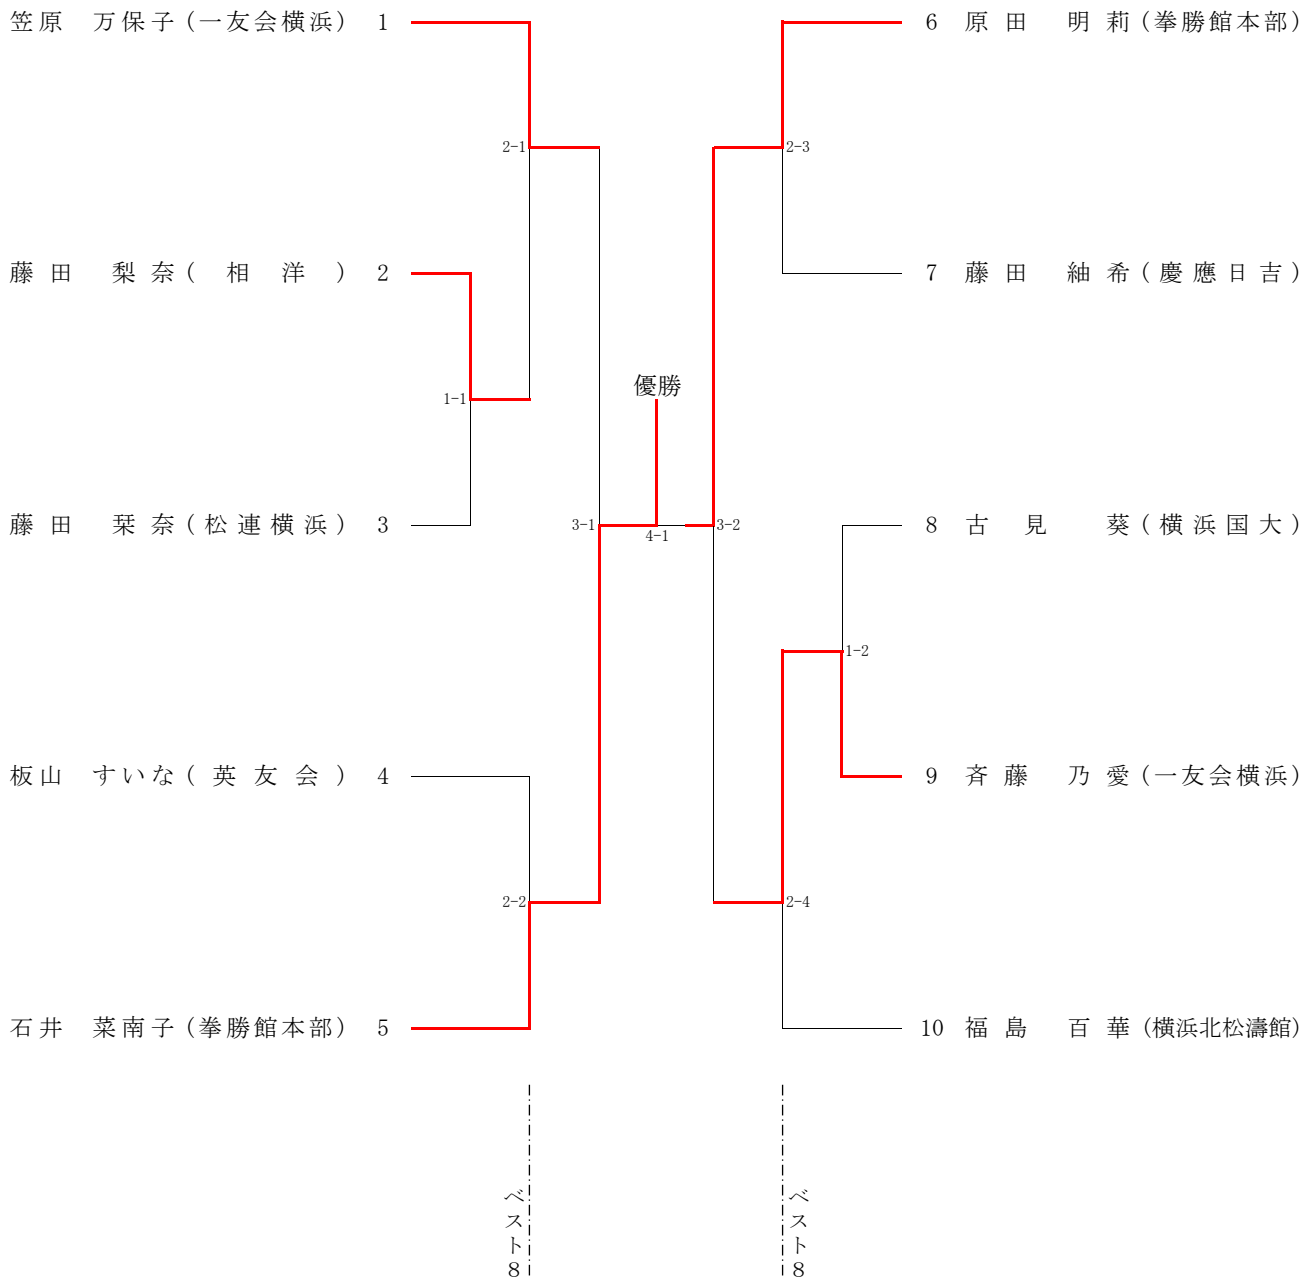 笠原 万保子(一友会横浜) 1
6 原田 明莉(拳勝館本部)
2-1
2-3
藤田 梨奈(相洋) 2
7 藤田 紬希(慶應日吉)
優勝
1-1
藤田 栞奈(松連横浜) 3
3-1
4-1
3-2
8 古見 葵(横浜国大)
1-2
板山 すいな(英友会) 4
9 斉藤 乃愛(一友会横浜)
2-2
2-4
石井 菜南子(拳勝館本部) 5
10 福島 百華(横浜北松濤館)
ベスト8
ベスト8